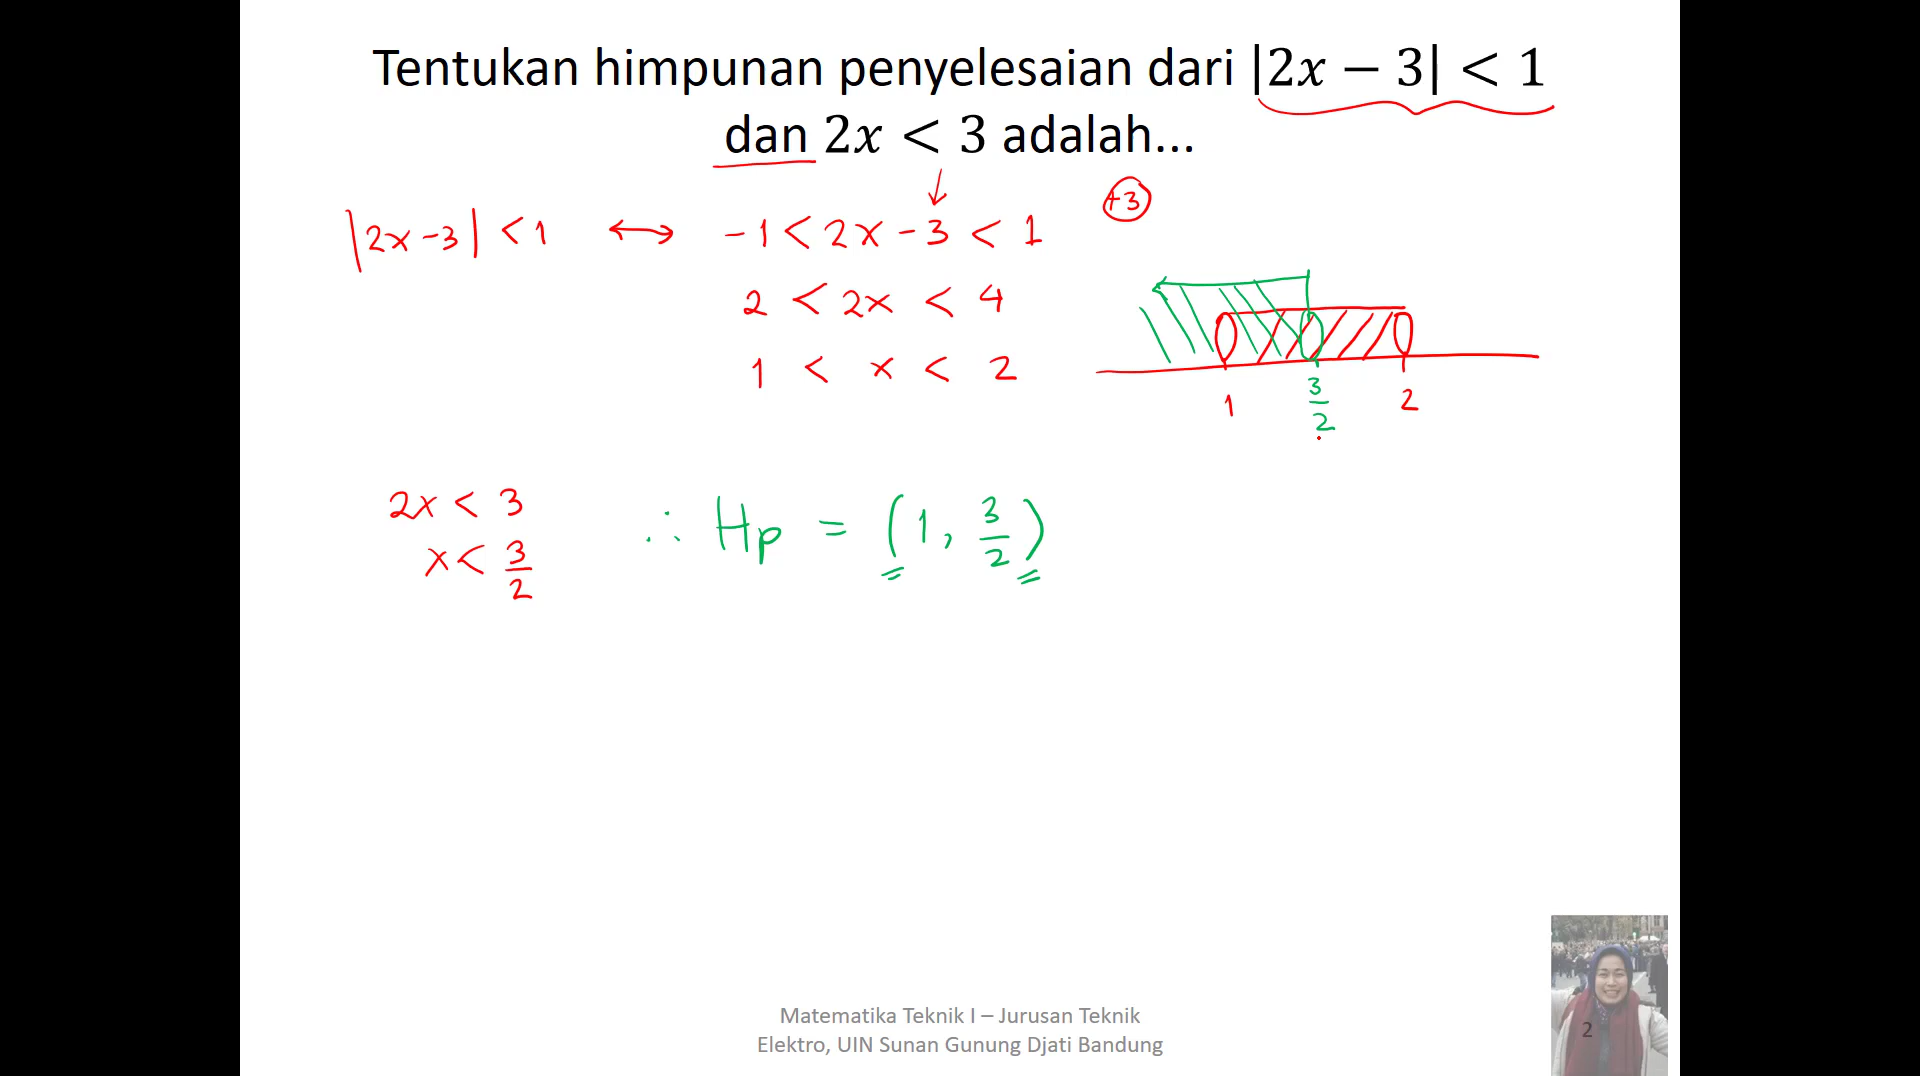 Tentukan himpunan penyelesaian dari |2x − 3| < 1
dan 2x < 3 adalah...
+3
|2x - 3| < 1 ↔ -1 < 2x - 3 < 1
2 < 2x < 4
1 < x < 2
1 3/2 2
2x < 3
x < 3/2
∴ Hp = (1, 3/2)
Matematika Teknik I – Jurusan Teknik
Elektro, UIN Sunan Gunung Djati Bandung
2